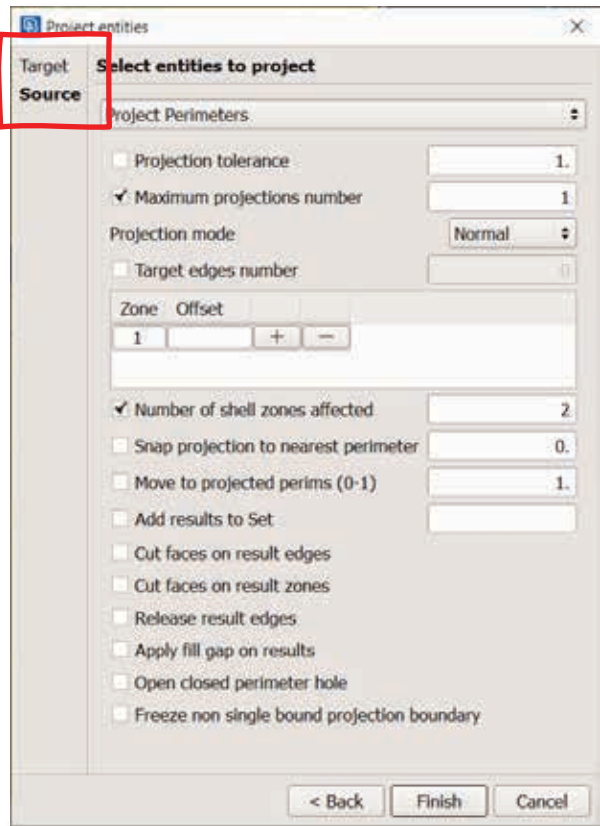 Project entities
Target
Source
Select entities to project
Project Perimeters
Projection tolerance 1.
Maximum projections number 1
Projection mode Normal
Target edges number 0
Zone Offset
1 + −
Number of shell zones affected 2
Snap projection to nearest perimeter 0.
Move to projected perims (0-1) 1.
Add results to Set
Cut faces on result edges
Cut faces on result zones
Release result edges
Apply fill gap on results
Open closed perimeter hole
Freeze non single bound projection boundary
< Back Finish Cancel